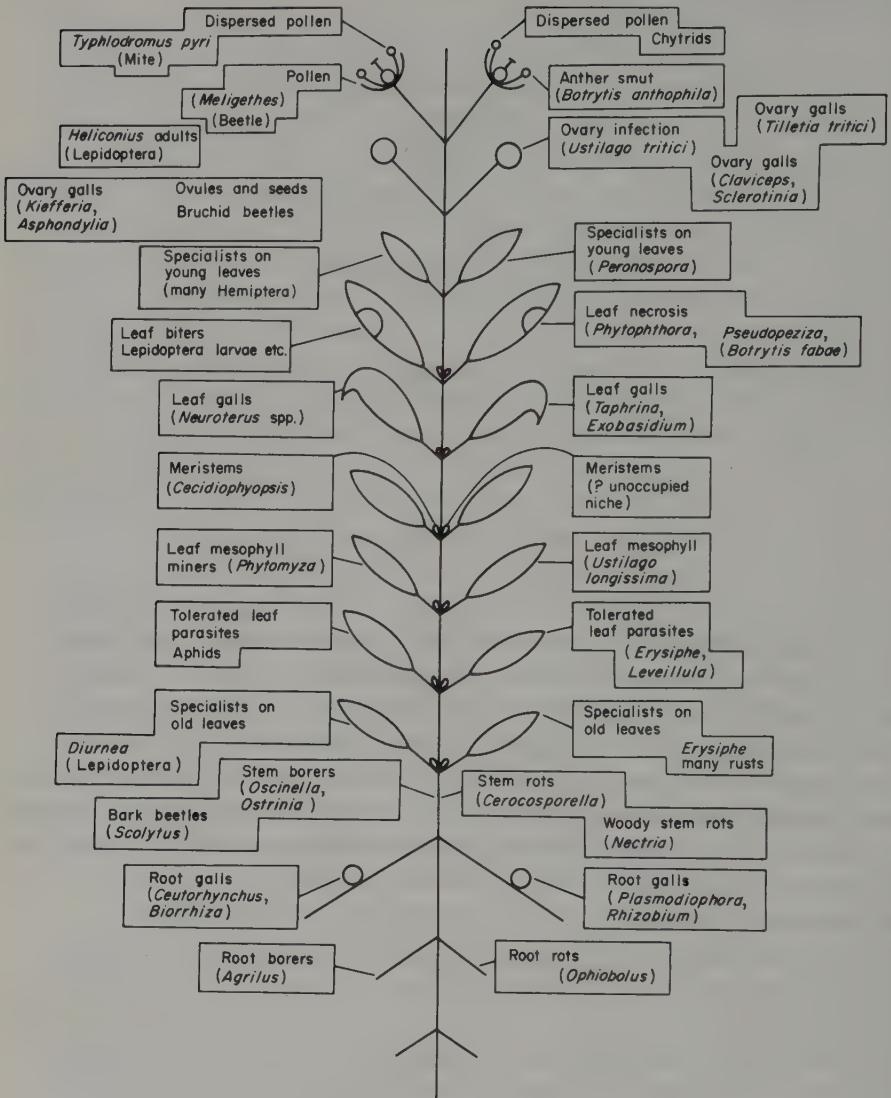 Dispersed pollen
Typhlodromus pyri
(Mite)
Pollen
(Meligethes)
(Beetle)
Heliconius adults
(Lepidoptera)
Ovary galls
(Kiefferia,
Asphondylia)
Ovules and seeds
Bruchid beetles
Specialists on
young leaves
(many Hemiptera)
Leaf biters
Lepidoptera larvae etc.
Leaf galls
(Neuroterus spp.)
Meristems
(Cecidiophyopsis)
Leaf mesophyll
miners (Phytomyza)
Tolerated leaf
parasites
Aphids
Specialists on
old leaves
Diurnea
(Lepidoptera)
Stem borers
(Oscinella,
Ostrinia)
Bark beetles
(Scolytus)
Root galls
(Ceutorhynchus,
Biorrhiza)
Root borers
(Agrilus)
Dispersed pollen
Chytrids
Anther smut
(Botrytis anthophila)
Ovary galls
(Tilletia tritici)
Ovary infection
(Ustilago tritici)
Ovary galls
(Claviceps,
Sclerotinia)
Specialists on
young leaves
(Peronospora)
Leaf necrosis
(Phytophthora,
Pseudopeziza,
(Botrytis fabae)
Leaf galls
(Taphrina,
Exobasidium)
Meristems
(? unoccupied
niche)
Leaf mesophyll
(Ustilago
longissima)
Tolerated
leaf parasites
(Erysiphe,
Leveillula)
Specialists on
old leaves
Erysiphe
many rusts
Stem rots
(Cerocosporella)
Woody stem rots
(Nectria)
Root galls
(Plasmodiophora,
Rhizobium)
Root rots
(Ophiobolus)